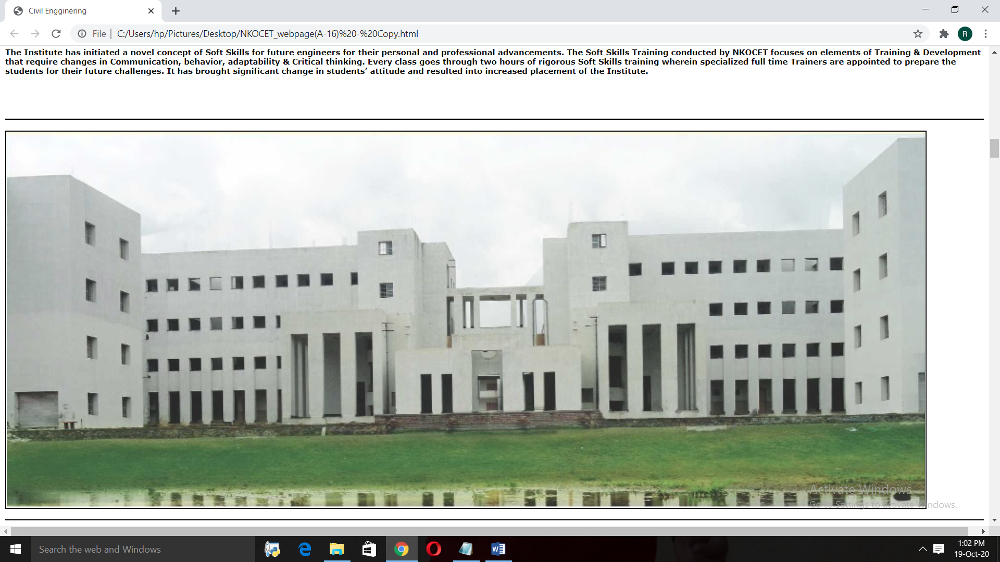 Civil Engginering
File
C:/Users/hp/Pictures/Desktop/NKOCET_webpage(A-16)%20-%20Copy.html
R
The Institute has initiated a novel concept of Soft Skills for future engineers for their personal and professional advancements. The Soft Skills Training conducted by NKOCET focuses on elements of Training & Development
that require changes in Communication, behavior, adaptability & Critical thinking. Every class goes through two hours of rigorous Soft Skills training wherein specialized full time Trainers are appointed to prepare the
students for their future challenges. It has brought significant change in students’ attitude and resulted into increased placement of the Institute.
Activate Windows
Go to Settings to activate Windows.
Search the web and Windows
1:02 PM
19-Oct-20